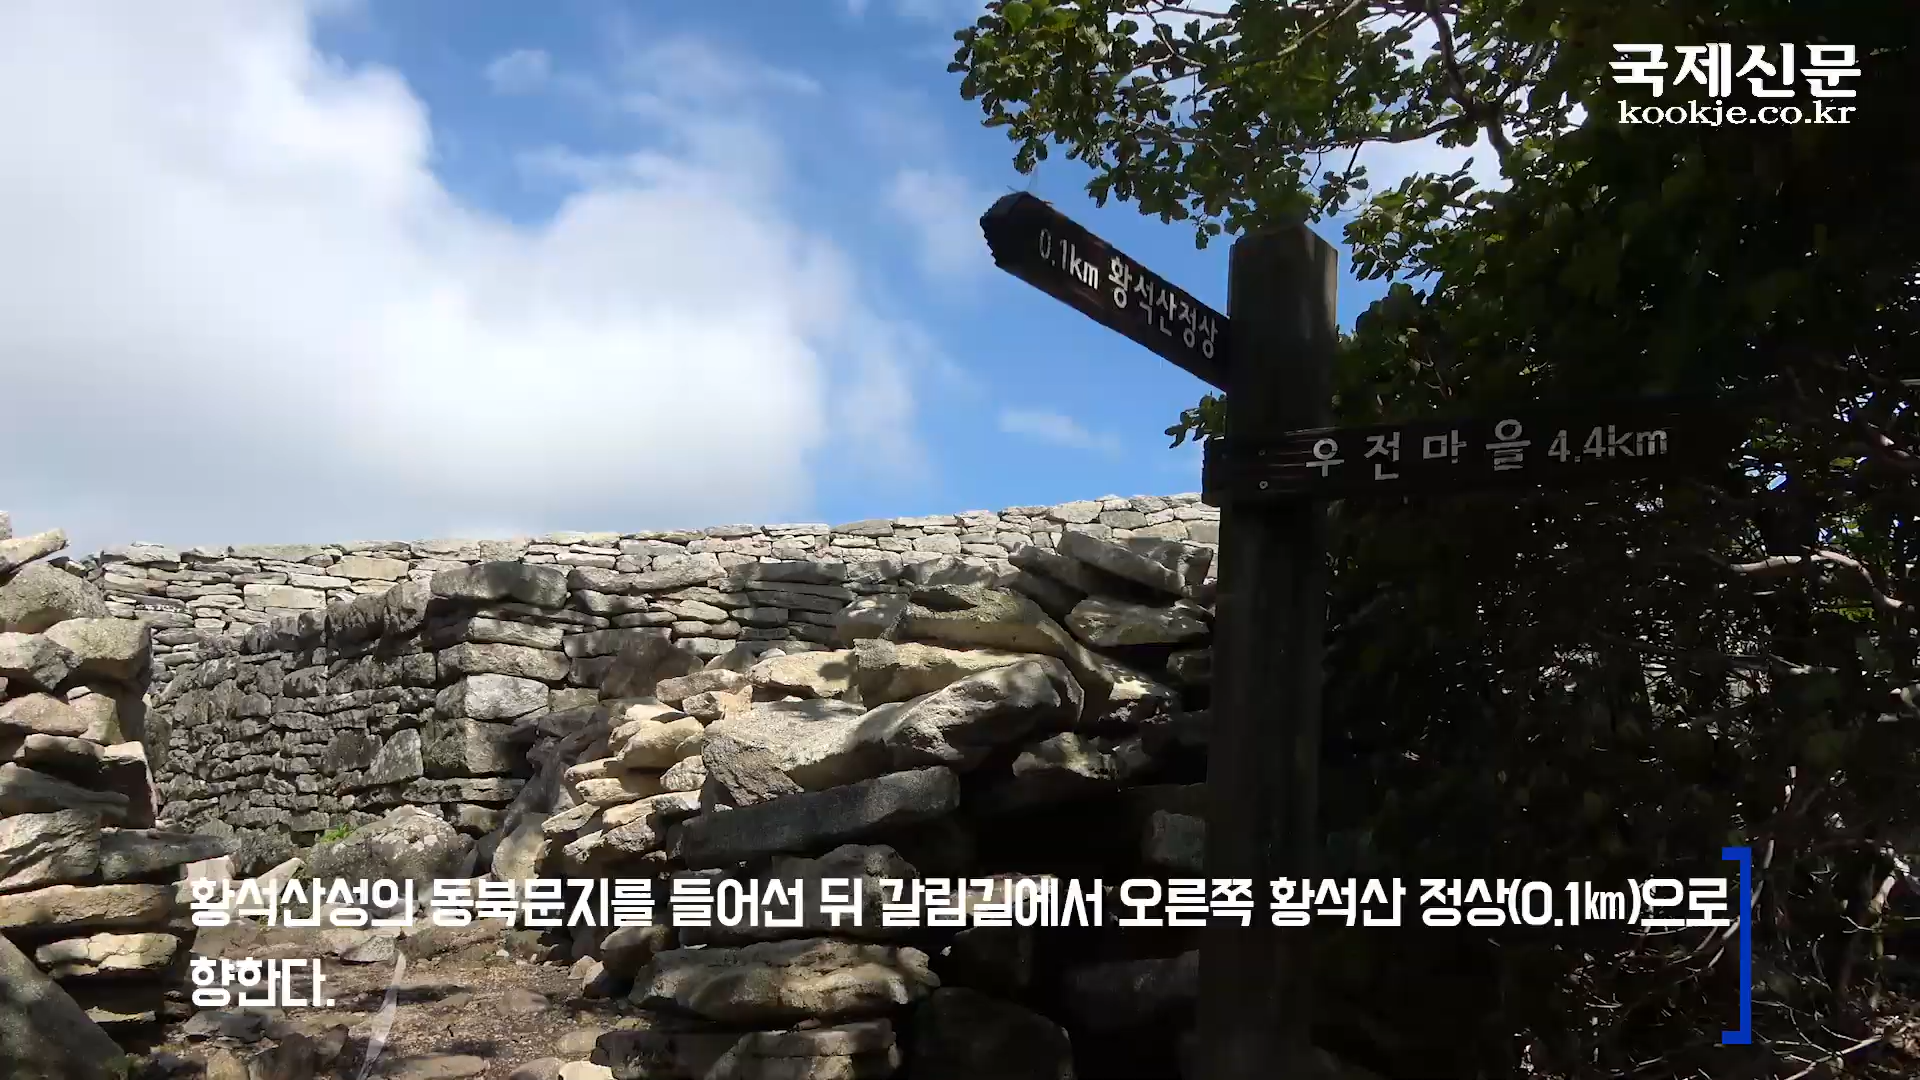 국제신문
kookje.co.kr
0.1km 황석산정상
우전마을 4.4km
황석산성의 동북문지를 들어선 뒤 갈림길에서 오른쪽 황석산 정상(0.1㎞)으로
향한다.